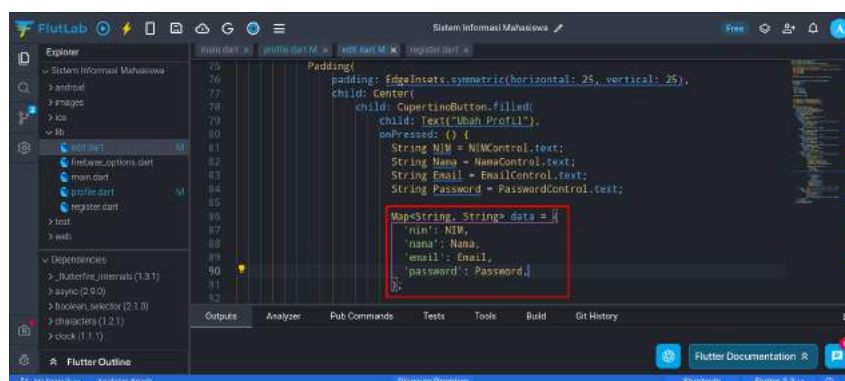 FlutLab
Sistem Informasi Mahasiswa
Free
Explorer
main.dart
profile.dart M
edit.dart M
register.dart
Sistem Informasi Mahasiswa
android
images
ios
lib
edit.dart M
firebase_options.dart
main.dart
profile.dart M
register.dart
test
web
Dependencies
_flutterfire_internals (1.3.1)
async (2.9.0)
boolean_selector (2.1.0)
characters (1.2.1)
clock (1.1.1)
Flutter Outline
75 Padding(
76 padding: EdgeInsets.symmetric(horizontal: 25, vertical: 25),
77 child: Center(
78 child: CupertinoButton.filled(
79 child: Text("Ubah Profil"),
80 onPressed: () {
81 String NIM = NIMControl.text;
82 String Nama = NamaControl.text;
83 String Email = EmailControl.text;
84 String Password = PasswordControl.text;
85
86 Map<String, String> data = {
87 'nim': NIM,
88 'nama': Nama,
89 'email': Email,
90 'password': Password,
91 };
92
Outputs Analyzer Pub Commands Tests Tools Build Git History
Flutter Documentation